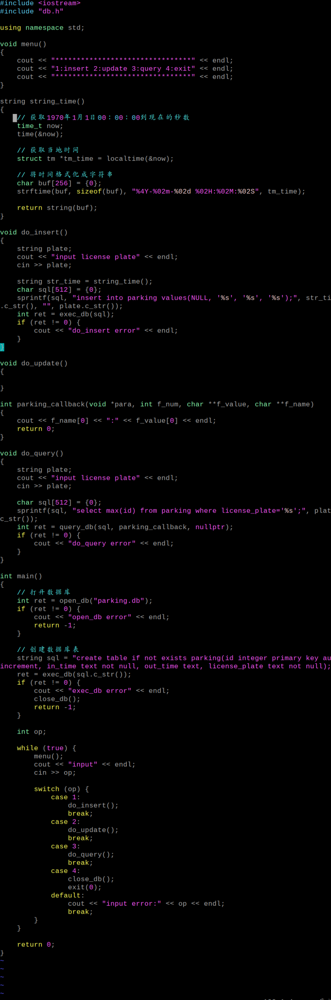 #include <iostream>
#include "db.h"
using namespace std;
void menu()
{
    cout << "********************************" << endl;
    cout << "1:insert 2:update 3:query 4:exit" << endl;
    cout << "********************************" << endl;
}
string string_time()
{
    // 获取1970年1月1日00：00：00到现在的秒数
    time_t now;
    time(&now);
    // 获取当地时间
    struct tm *tm_time = localtime(&now);
    // 将时间格式化成字符串
    char buf[256] = {0};
    strftime(buf, sizeof(buf), "%4Y-%02m-%02d %02H:%02M:%02S", tm_time);
    return string(buf);
}
void do_insert()
{
    string plate;
    cout << "input license plate" << endl;
    cin >> plate;
    string str_time = string_time();
    char sql[512] = {0};
    sprintf(sql, "insert into parking values(NULL, '%s', '%s', '%s');", str_ti
.c_str(), "", plate.c_str());
    int ret = exec_db(sql);
    if (ret != 0) {
        cout << "do_insert error" << endl;
    }
}
void do_update()
{
}
int parking_callback(void *para, int f_num, char **f_value, char **f_name)
{
    cout << f_name[0] << ":" << f_value[0] << endl;
    return 0;
}
void do_query()
{
    string plate;
    cout << "input license plate" << endl;
    cin >> plate;
    char sql[512] = {0};
    sprintf(sql, "select max(id) from parking where license_plate='%s';", plat
c_str());
    int ret = query_db(sql, parking_callback, nullptr);
    if (ret != 0) {
        cout << "do_query error" << endl;
    }
}
int main()
{
    // 打开数据库
    int ret = open_db("parking.db");
    if (ret != 0) {
        cout << "open_db error" << endl;
        return -1;
    }
    // 创建数据库表
    string sql = "create table if not exists parking(id integer primary key au
increment, in_time text not null, out_time text, license_plate text not null);
    ret = exec_db(sql.c_str());
    if (ret != 0) {
        cout << "exec_db error" << endl;
        close_db();
        return -1;
    }
    int op;
    while (true) {
        menu();
        cout << "input" << endl;
        cin >> op;
        switch (op) {
            case 1:
                do_insert();
                break;
            case 2:
                do_update();
                break;
            case 3:
                do_query();
                break;
            case 4:
                close_db();
                exit(0);
            default:
                cout << "input error:" << op << endl;
                break;
        }
    }
    return 0;
}
~
~
~
~
~